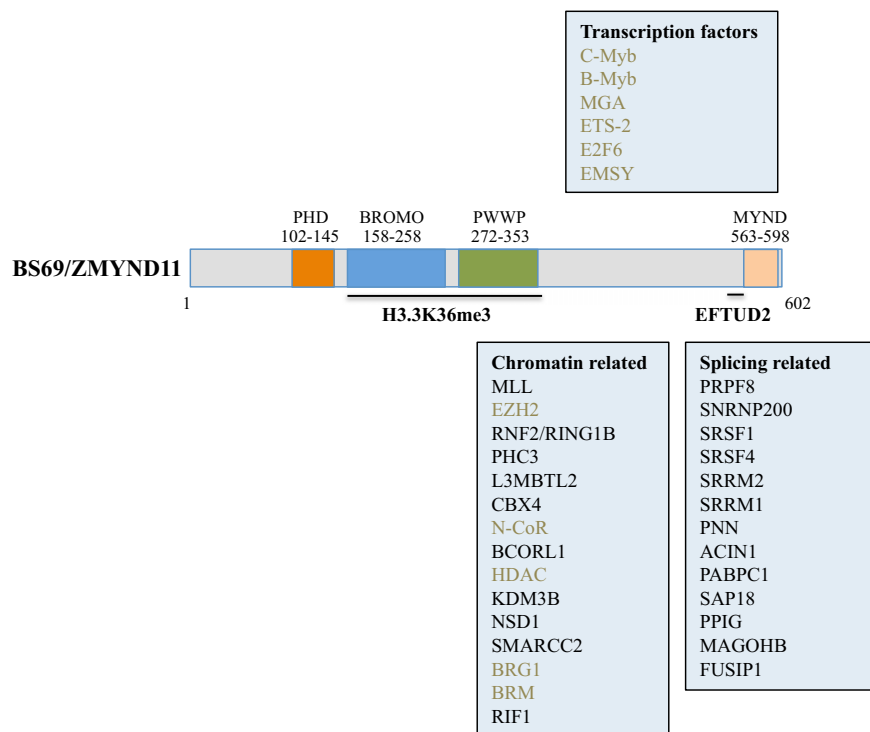 Transcription factors
C-Myb
B-Myb
MGA
ETS-2
E2F6
EMSY
PHD BROMO PWWP MYND
102-145 158-258 272-353 563-598
BS69/ZMYND11
1 602
H3.3K36me3 EFTUD2
Chromatin related
MLL
EZH2
RNF2/RING1B
PHC3
L3MBTL2
CBX4
N-CoR
BCORL1
HDAC
KDM3B
NSD1
SMARCC2
BRG1
BRM
RIF1
Splicing related
PRPF8
SNRNP200
SRSF1
SRSF4
SRRM2
SRRM1
PNN
ACIN1
PABPC1
SAP18
PPIG
MAGOHB
FUSIP1